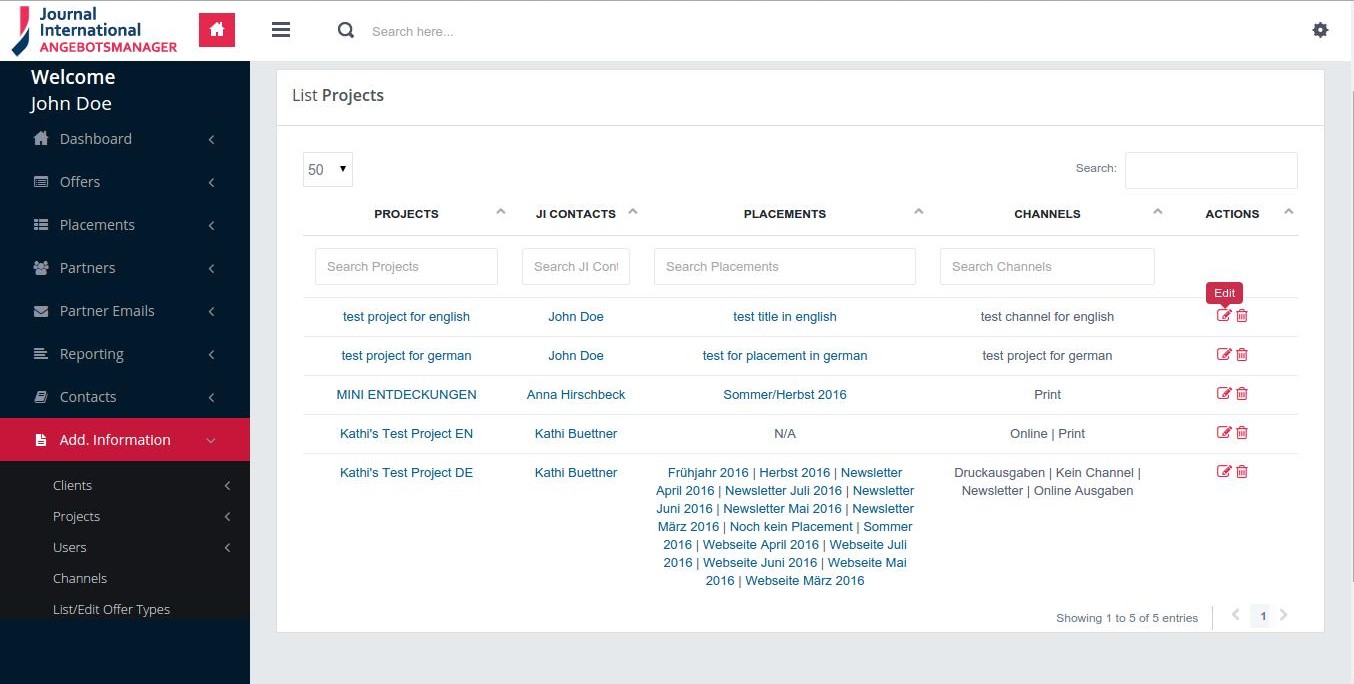 Journal
International
ANGEBOTSMANAGER
Search here...
Welcome
John Doe
Dashboard
Offers
Placements
Partners
Partner Emails
Reporting
Contacts
Add. Information
Clients
Projects
Users
Channels
List/Edit Offer Types
List Projects
50
Search:
PROJECTS JI CONTACTS PLACEMENTS CHANNELS ACTIONS
Search Projects Search JI Cont Search Placements Search Channels
Edit
test project for english John Doe test title in english test channel for english
test project for german John Doe test for placement in german test project for german
MINI ENTDECKUNGEN Anna Hirschbeck Sommer/Herbst 2016 Print
Kathi's Test Project EN Kathi Buettner N/A Online | Print
Kathi's Test Project DE Kathi Buettner Frühjahr 2016 | Herbst 2016 | Newsletter Druckausgaben | Kein Channel |
April 2016 | Newsletter Juli 2016 | Newsletter Newsletter | Online Ausgaben
Juni 2016 | Newsletter Mai 2016 | Newsletter
März 2016 | Noch kein Placement | Sommer
2016 | Webseite April 2016 | Webseite Juli
2016 | Webseite Juni 2016 | Webseite Mai
2016 | Webseite März 2016
Showing 1 to 5 of 5 entries
1